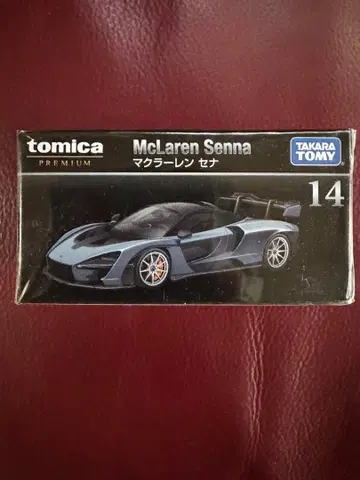 tomica
PREMIUM
McLaren Senna
マクラーレン セナ
TAKARA
TOMY
14